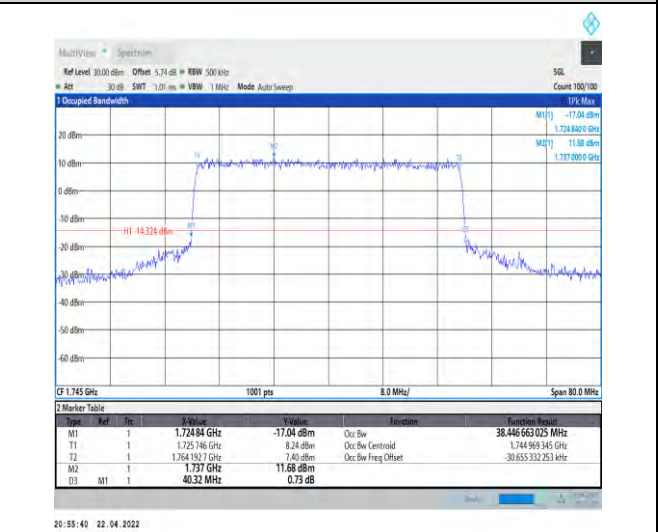 MultiView Spectrum
Ref Level 30.00 dBm Offset 5.74 dB RBW 500 kHz SGL
Att 30 dB SWT 1.01 ms VBW 1 MHz Mode Auto Sweep Count 100/100
1 Occupied Bandwidth 1Pk Max
M1[1] -17.04 dBm
1.724 840 0 GHz
M2[1] 11.68 dBm
1.737 000 0 GHz
20 dBm
10 dBm
0 dBm
-10 dBm
H1 -14.324 dBm
-20 dBm
-30 dBm
-40 dBm
-50 dBm
-60 dBm
T1
M2
T2
M1
D3
CF 1.745 GHz 1001 pts 8.0 MHz/ Span 80.0 MHz
2 Marker Table
Type Ref Trc X-Value Y-Value Function Function Result
M1 1 1.724 84 GHz -17.04 dBm Occ Bw 38.446 663 025 MHz
T1 1 1.725 746 GHz 8.24 dBm Occ Bw Centroid 1.744 969 345 GHz
T2 1 1.764 192 7 GHz 7.40 dBm Occ Bw Freq Offset -30.655 332 253 kHz
M2 1 1.737 GHz 11.68 dBm
D3 M1 1 40.32 MHz 0.73 dB
20:55:40 22.04.2022